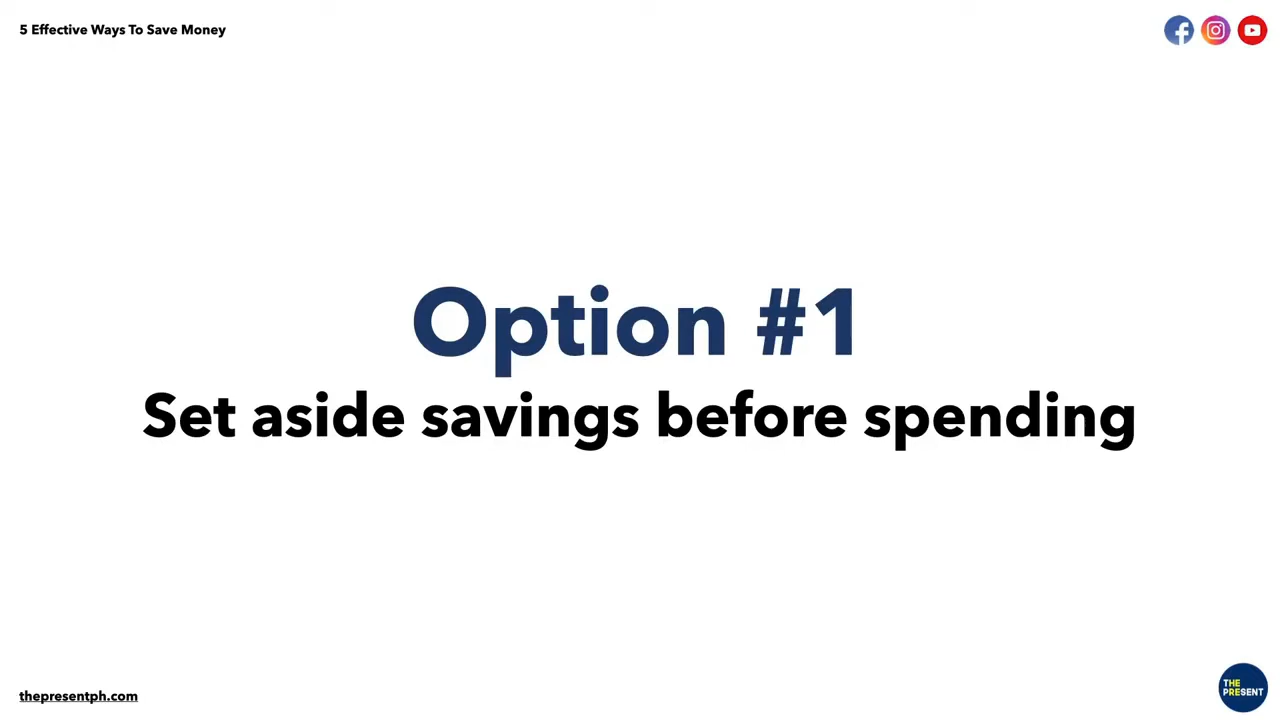 5 Effective Ways To Save Money
Option #1
Set aside savings before spending
thepresentph.com
THE
PRESENT